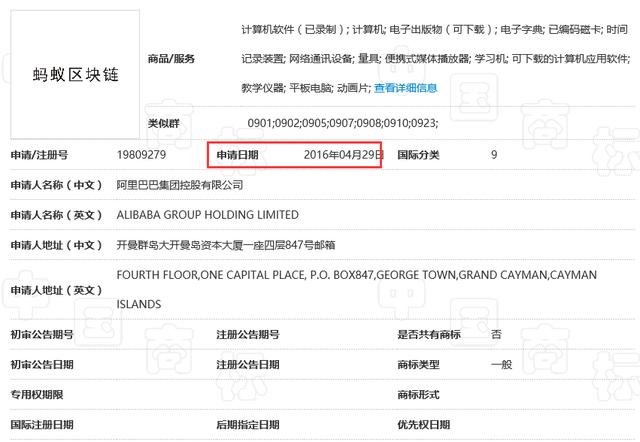 蚂蚁区块链
商品/服务
计算机软件（已录制）; 计算机; 电子出版物（可下载）; 电子字典; 已编码磁卡; 时间
记录装置; 网络通讯设备; 量具; 便携式媒体播放器; 学习机; 可下载的计算机应用软件;
教学仪器; 平板电脑; 动画片; 查看详细信息
类似群 0901;0902;0905;0907;0908;0910;0923;
申请/注册号 19809279 申请日期 2016年04月29日 国际分类 9
申请人名称（中文） 阿里巴巴集团控股有限公司
申请人名称（英文） ALIBABA GROUP HOLDING LIMITED
申请人地址（中文） 开曼群岛大开曼岛资本大厦一座四层847号邮箱
申请人地址（英文） FOURTH FLOOR,ONE CAPITAL PLACE, P.O. BOX847,GEORGE TOWN,GRAND CAYMAN,CAYMAN
ISLANDS
初审公告期号 注册公告期号 是否共有商标 否
初审公告日期 注册公告日期 商标类型 一般
专用权期限 商标形式
国际注册日期 后期指定日期 优先权日期
中国商标